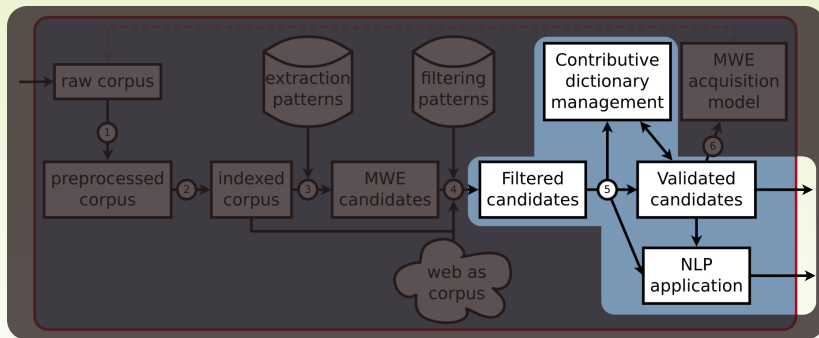 raw corpus
extraction
patterns
filtering
patterns
Contributive
dictionary
management
MWE
acquisition
model
1
6
preprocessed
corpus
2
indexed
corpus
3
MWE
candidates
4
Filtered
candidates
5
Validated
candidates
web as
corpus
NLP
application